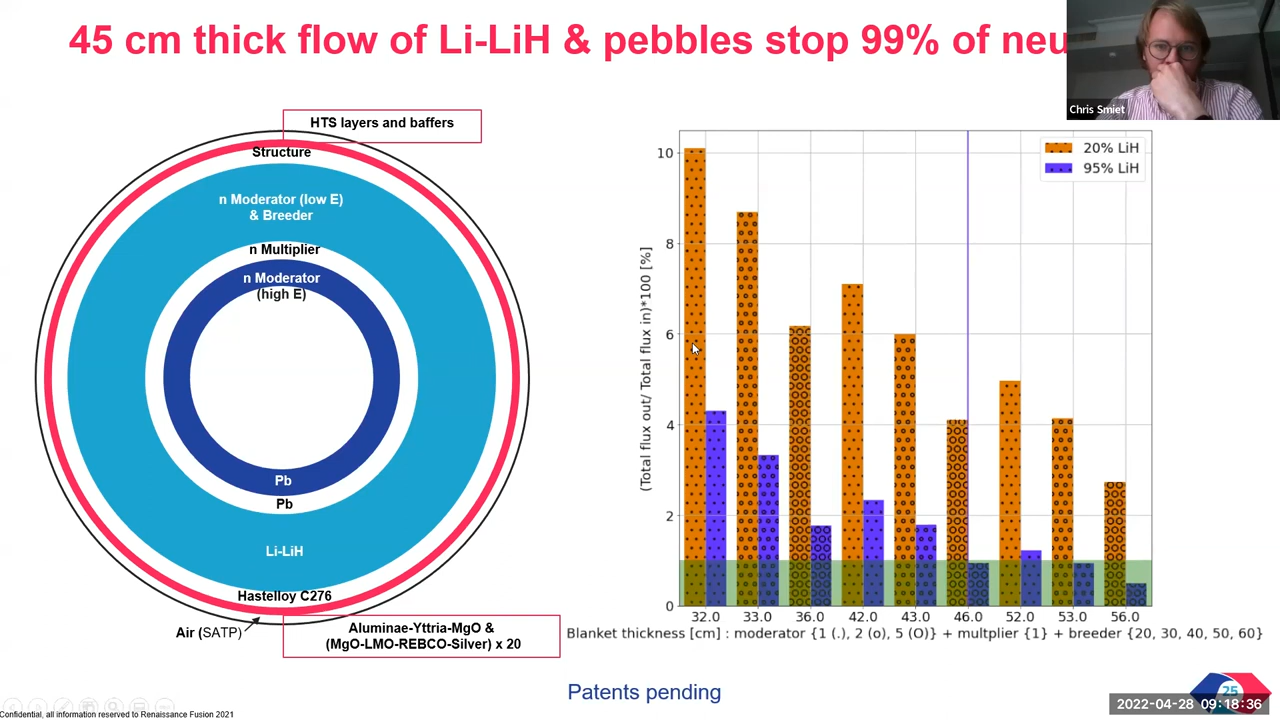 45 cm thick flow of Li-LiH & pebbles stop 99% of neu
Chris Smiet
HTS layers and baffers
Structure
n Moderator (low E)
& Breeder
n Multiplier
n Moderator
(high E)
Pb
Pb
Li-LiH
Hastelloy C276
Air (SATP)
Aluminae-Yttria-MgO &
(MgO-LMO-REBCO-Silver) x 20
20% LiH
95% LiH
(Total flux out/ Total flux in)*100 [%]
10
8
6
4
2
0
32.0 33.0 36.0 42.0 43.0 46.0 52.0 53.0 56.0
Blanket thickness [cm] : moderator {1 (.), 2 (o), 5 (O)} + multplier {1} + breeder {20, 30, 40, 50, 60}
Patents pending
25
2022-04-28 09:18:36
Confidential, all information reserved to Renaissance Fusion 2021